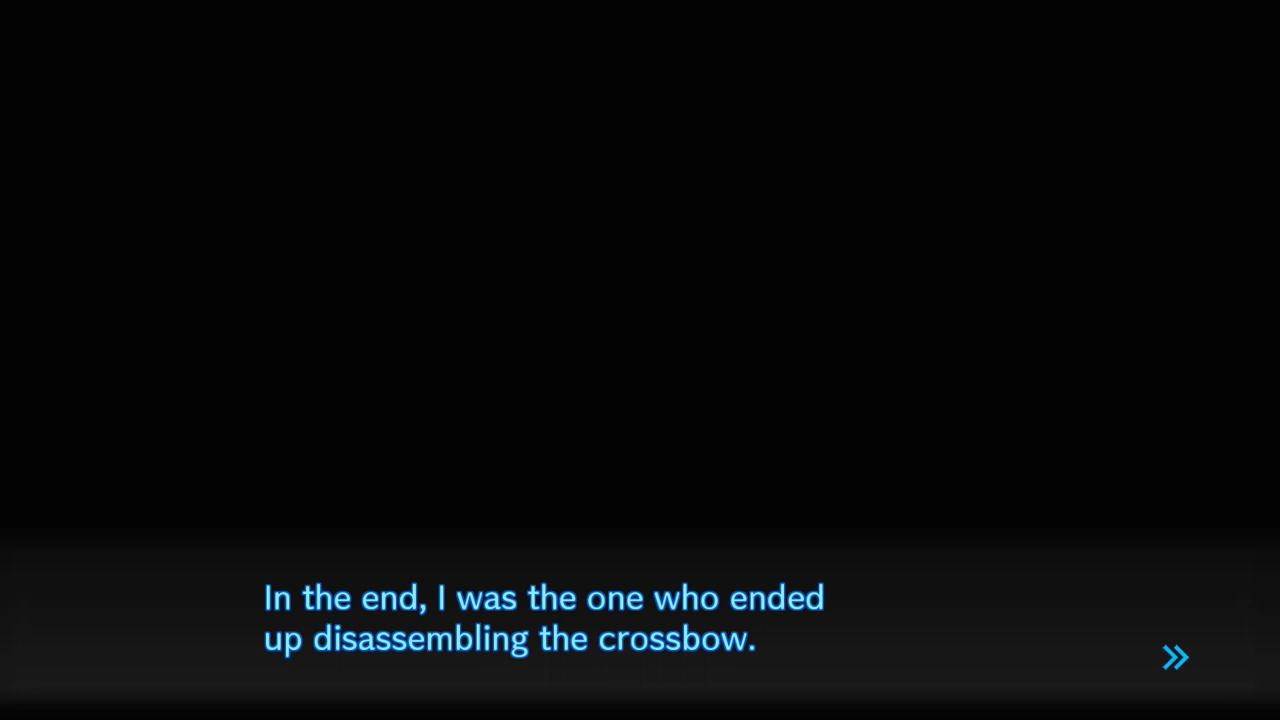 In the end, I was the one who ended
up disassembling the crossbow.